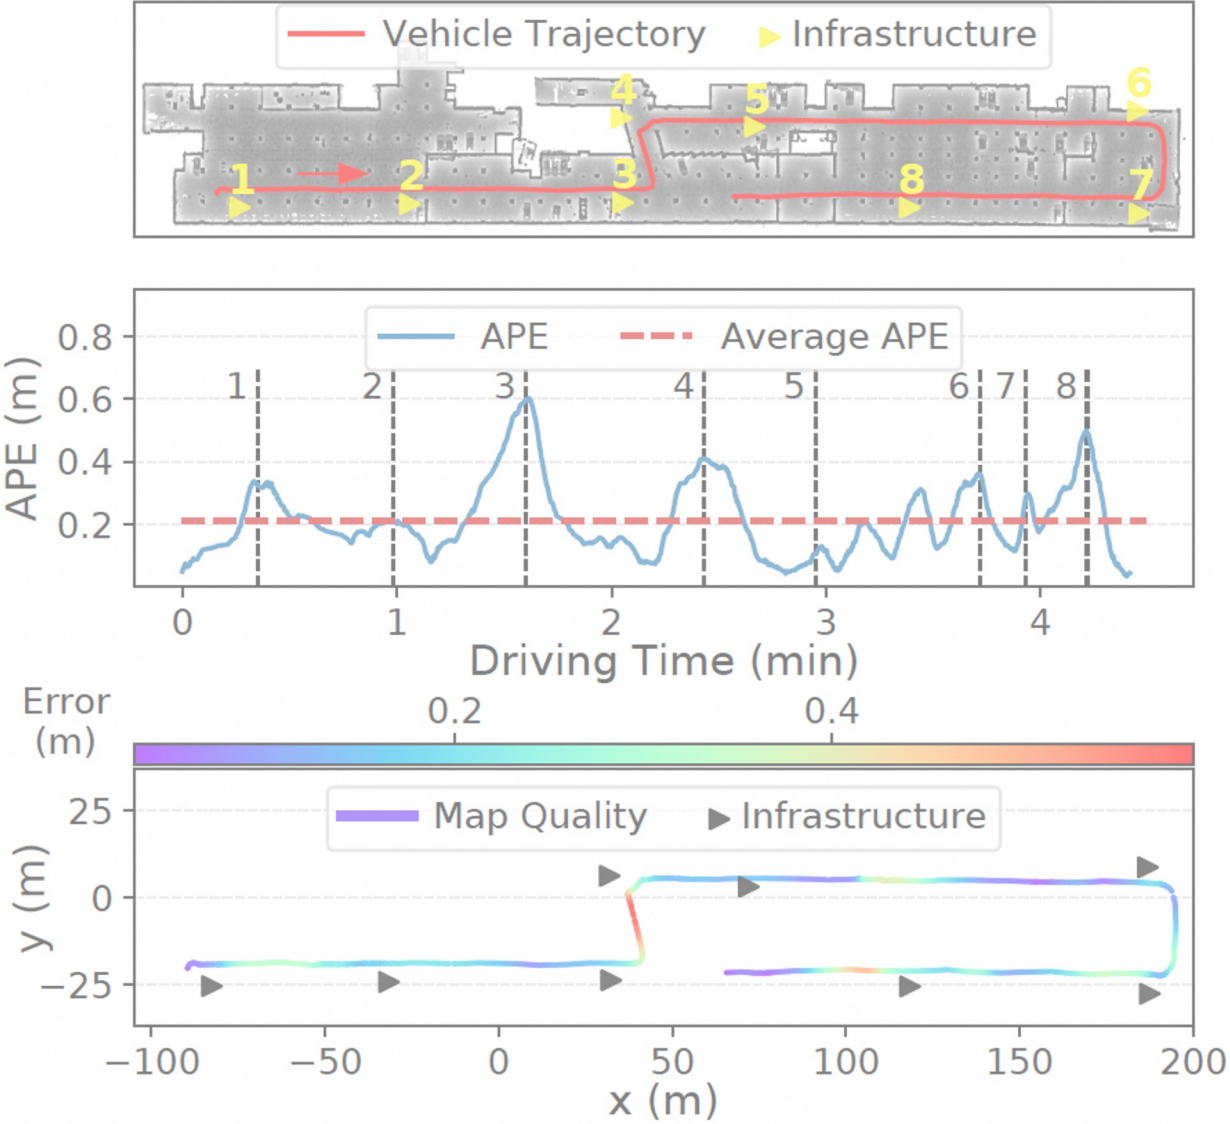 Vehicle Trajectory Infrastructure
4 5 6
1 2 3 8 7
APE Average APE
0.8
0.6
0.4
0.2
APE (m)
1 2 3 4 5 6 7 8
0 1 2 3 4
Driving Time (min)
Error
(m)
0.2 0.4
Map Quality Infrastructure
25
0
−25
y (m)
−100 −50 0 50 100 150 200
x (m)